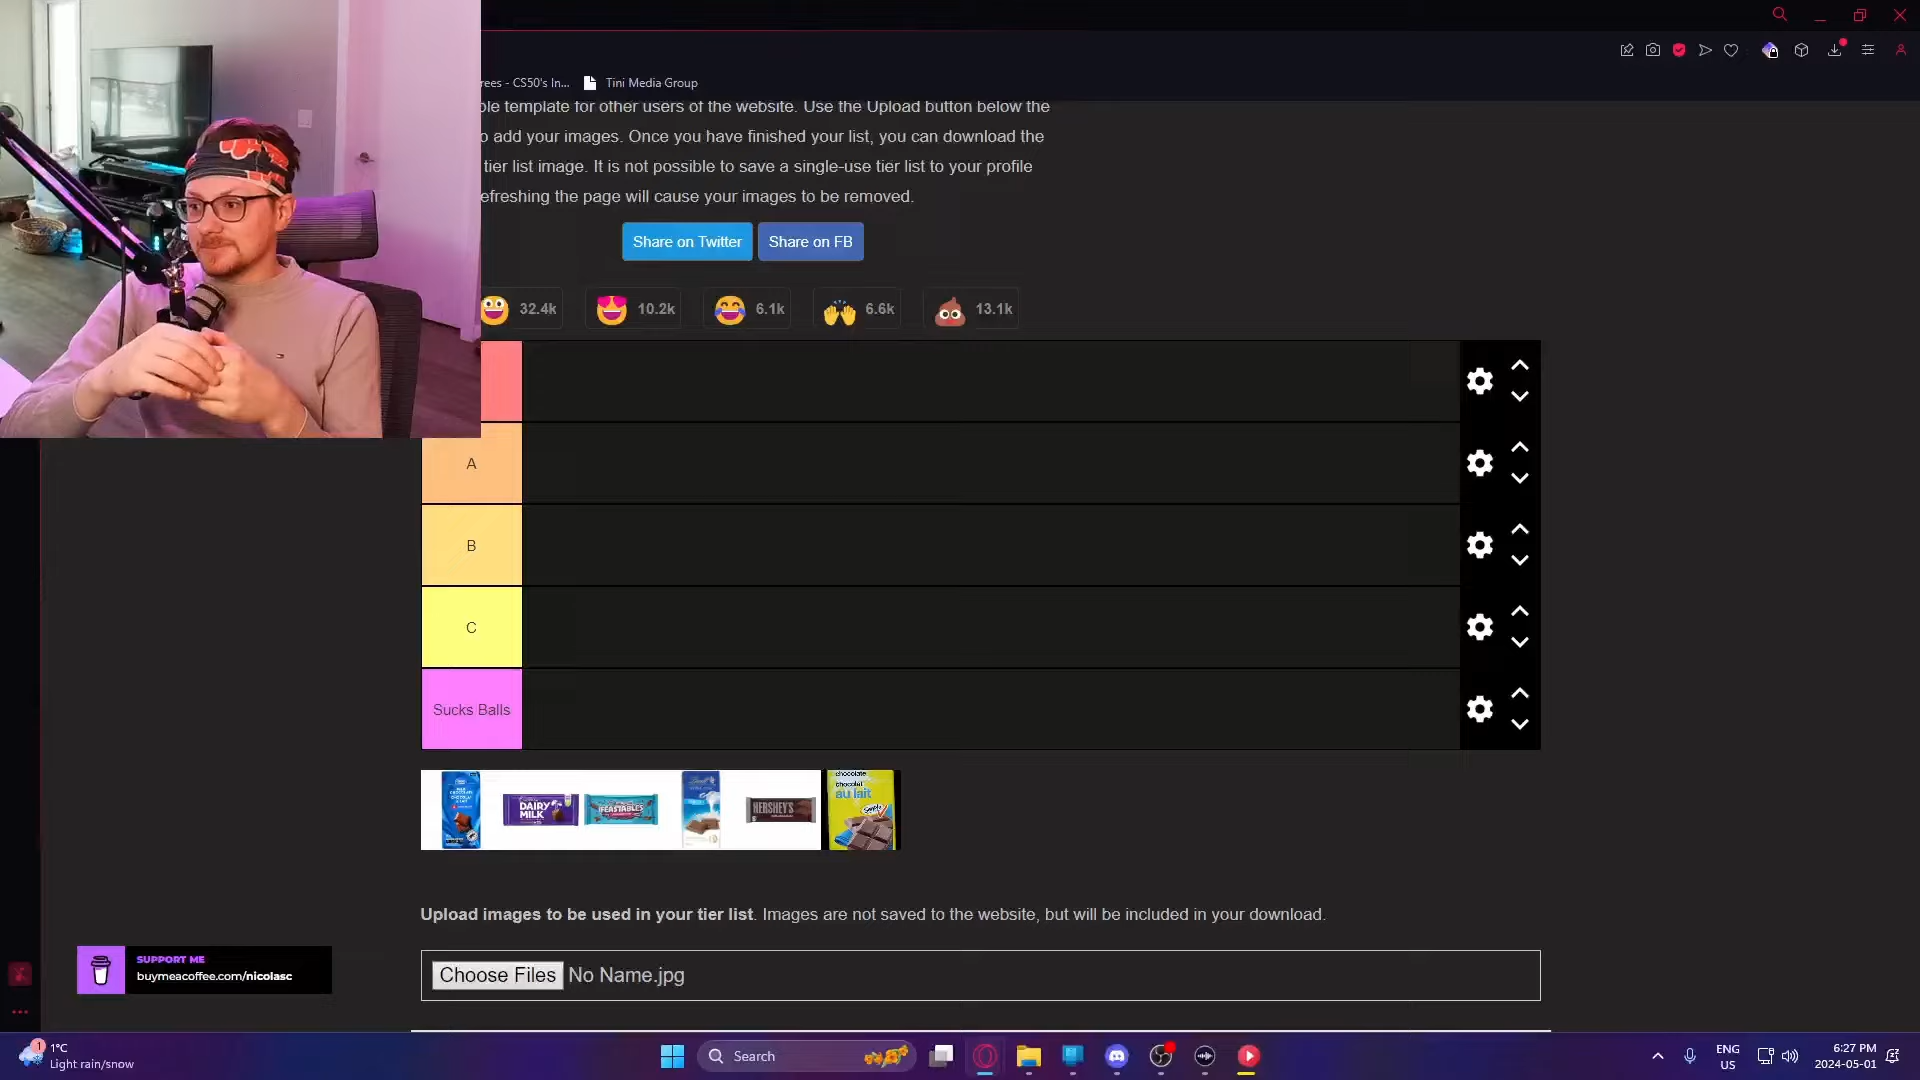 rees - CS50's In...
Tini Media Group
ple template for other users of the website. Use the Upload button below the
o add your images. Once you have finished your list, you can download the
tier list image. It is not possible to save a single-use tier list to your profile
efreshing the page will cause your images to be removed.
Share on Twitter
Share on FB
32.4k
10.2k
6.1k
6.6k
13.1k
A
B
C
Sucks Balls
DAIRY
MILK
FEASTABLES
Lindt
HERSHEY'S
chocolate
chocolat
au lait
Upload images to be used in your tier list. Images are not saved to the website, but will be included in your download.
Choose Files No Name.jpg
SUPPORT ME
buymeacoffee.com/nicolasc
1
1°C
Light rain/snow
Search
ENG
US
6:27 PM
2024-05-01